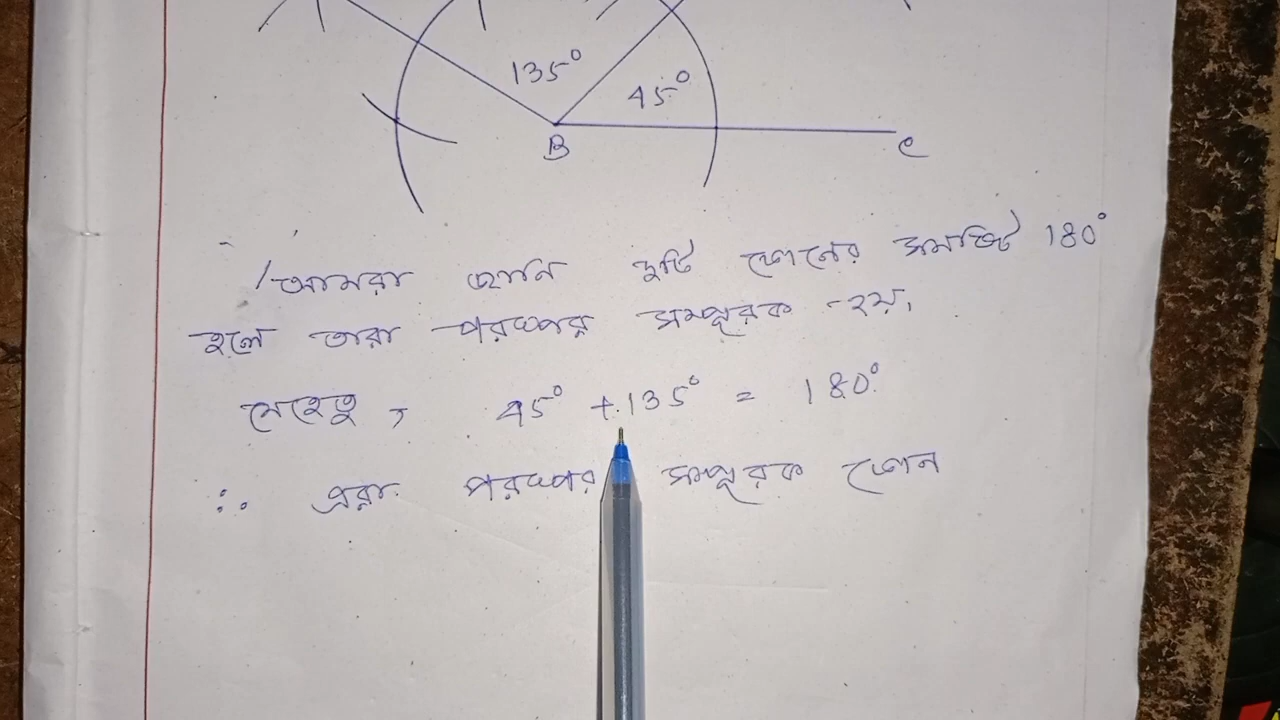 135°
45°
B
C
আমরা জানি দুটি কোনের সমষ্টি 180°
হলে তারা পরস্পর সম্পূরক হয়,
যেহেতু, 45° + 135° = 180°
∴ এরা পরস্পর সম্পূরক কোন